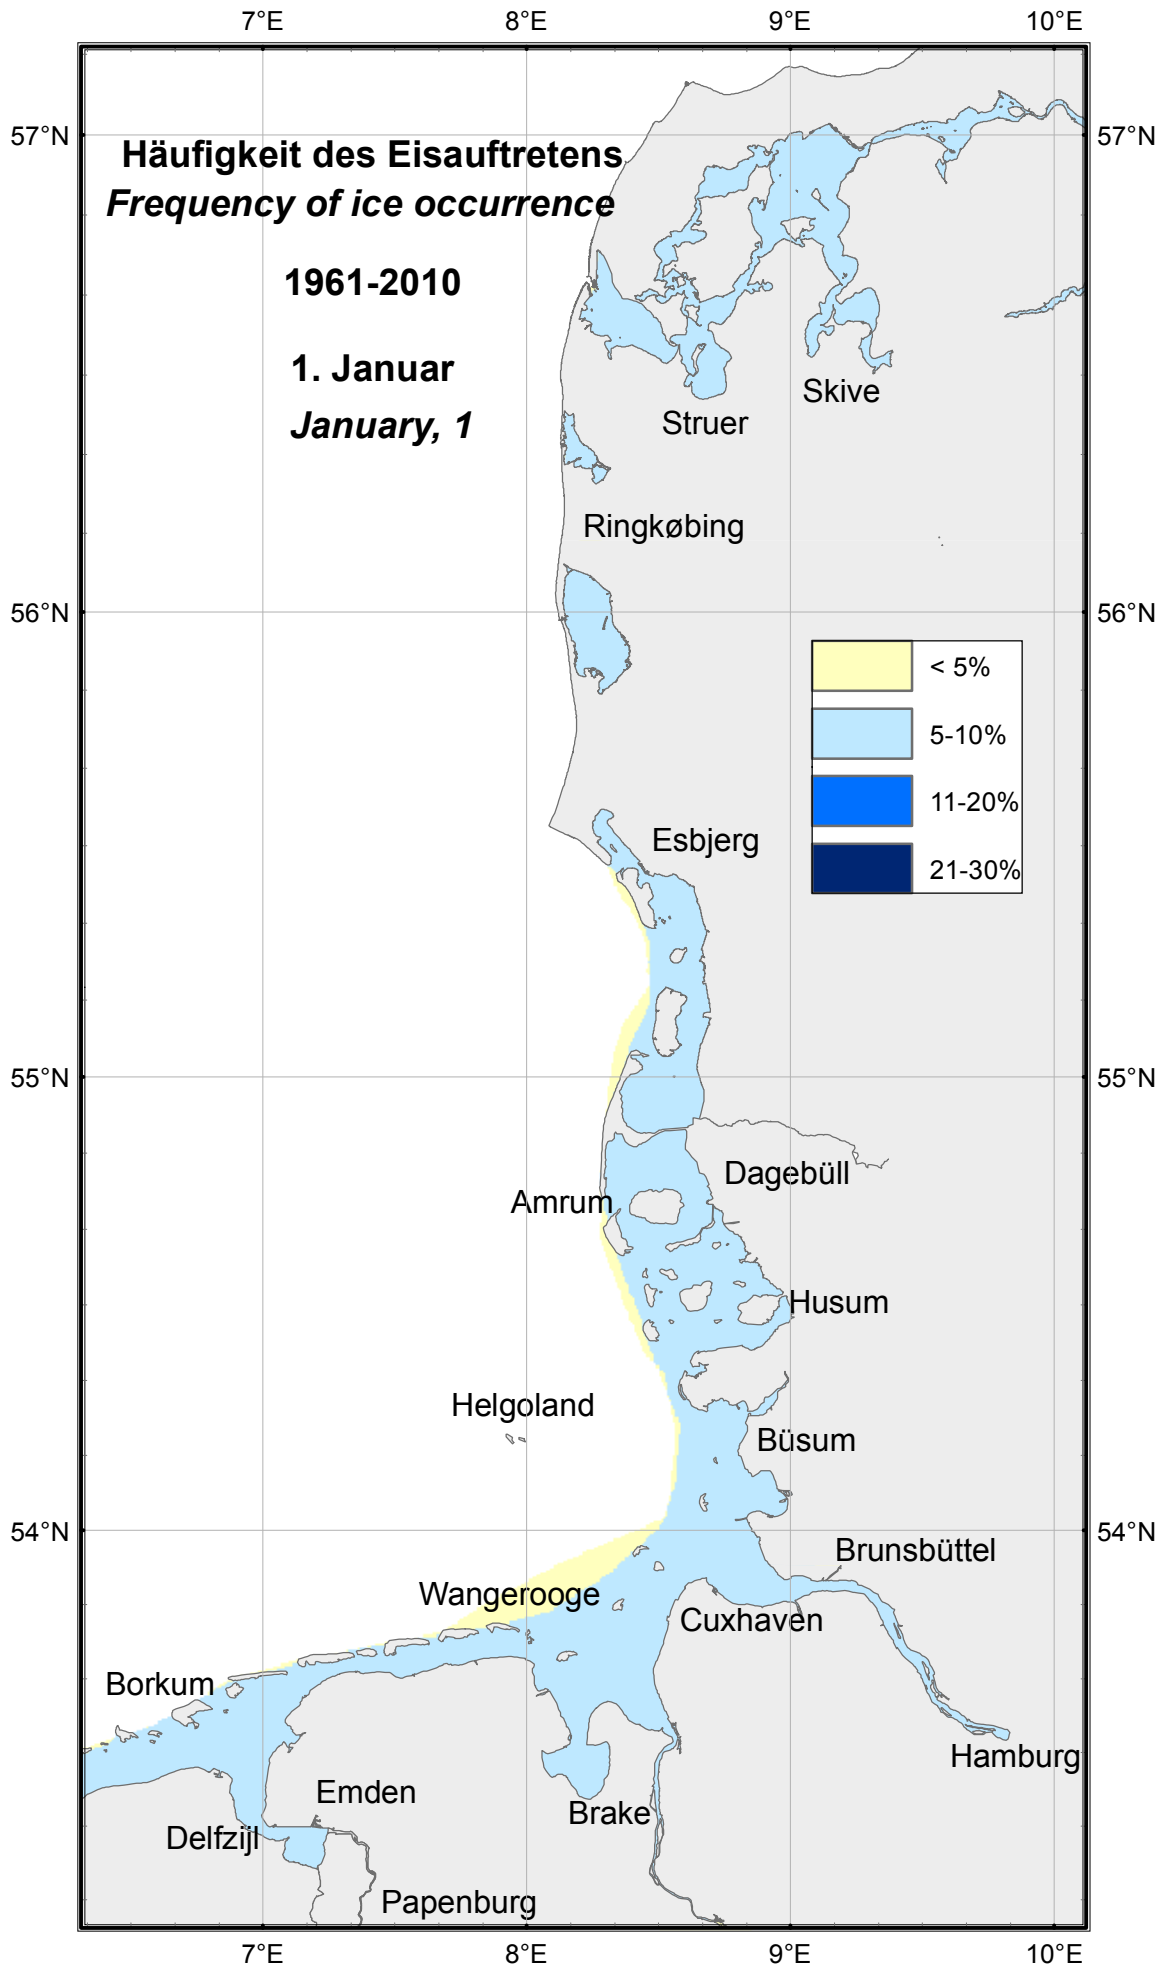 7°E 8°E 9°E 10°E
57°N 57°N
Häufigkeit des Eisauftretens
Frequency of ice occurrence
1961-2010
1. Januar
January, 1
Skive
Struer
Ringkøbing
56°N 56°N
< 5%
5-10%
11-20%
21-30%
Esbjerg
55°N 55°N
Dagebüll
Amrum
Husum
Helgoland
Büsum
54°N 54°N
Brunsbüttel
Wangerooge
Cuxhaven
Borkum
Hamburg
Emden
Brake
Delfzijl
Papenburg
7°E 8°E 9°E 10°E